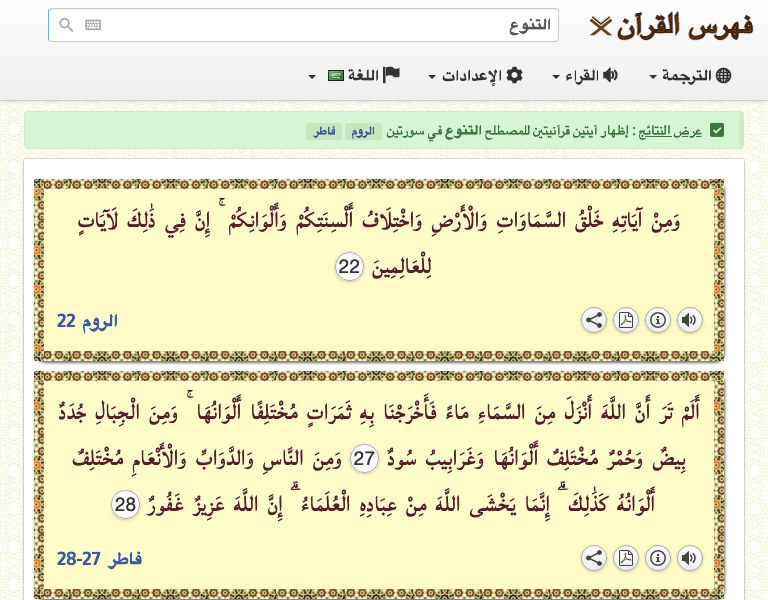 فهرس القرآن
التنوع
الترجمة
القراء
الإعدادات
اللغة
عرض النتائج : إظهار آيتين قرآنيتين للمصطلح التنوع في سورتين الروم فاطر
وَمِنْ آيَاتِهِ خَلْقُ السَّمَاوَاتِ وَالْأَرْضِ وَاخْتِلَافُ أَلْسِنَتِكُمْ وَأَلْوَانِكُمْ ۚ إِنَّ فِي ذَٰلِكَ لَآيَاتٍ
لِلْعَالِمِينَ 22
الروم 22
أَلَمْ تَرَ أَنَّ اللَّهَ أَنْزَلَ مِنَ السَّمَاءِ مَاءً فَأَخْرَجْنَا بِهِ ثَمَرَاتٍ مُخْتَلِفًا أَلْوَانُهَا ۚ وَمِنَ الْجِبَالِ جُدَدٌ
بِيضٌ وَحُمْرٌ مُخْتَلِفٌ أَلْوَانُهَا وَغَرَابِيبُ سُودٌ 27 وَمِنَ النَّاسِ وَالدَّوَابِّ وَالْأَنْعَامِ مُخْتَلِفٌ
أَلْوَانُهُ كَذَٰلِكَ ۗ إِنَّمَا يَخْشَى اللَّهَ مِنْ عِبَادِهِ الْعُلَمَاءُ ۗ إِنَّ اللَّهَ عَزِيزٌ غَفُورٌ 28
فاطر 27-28